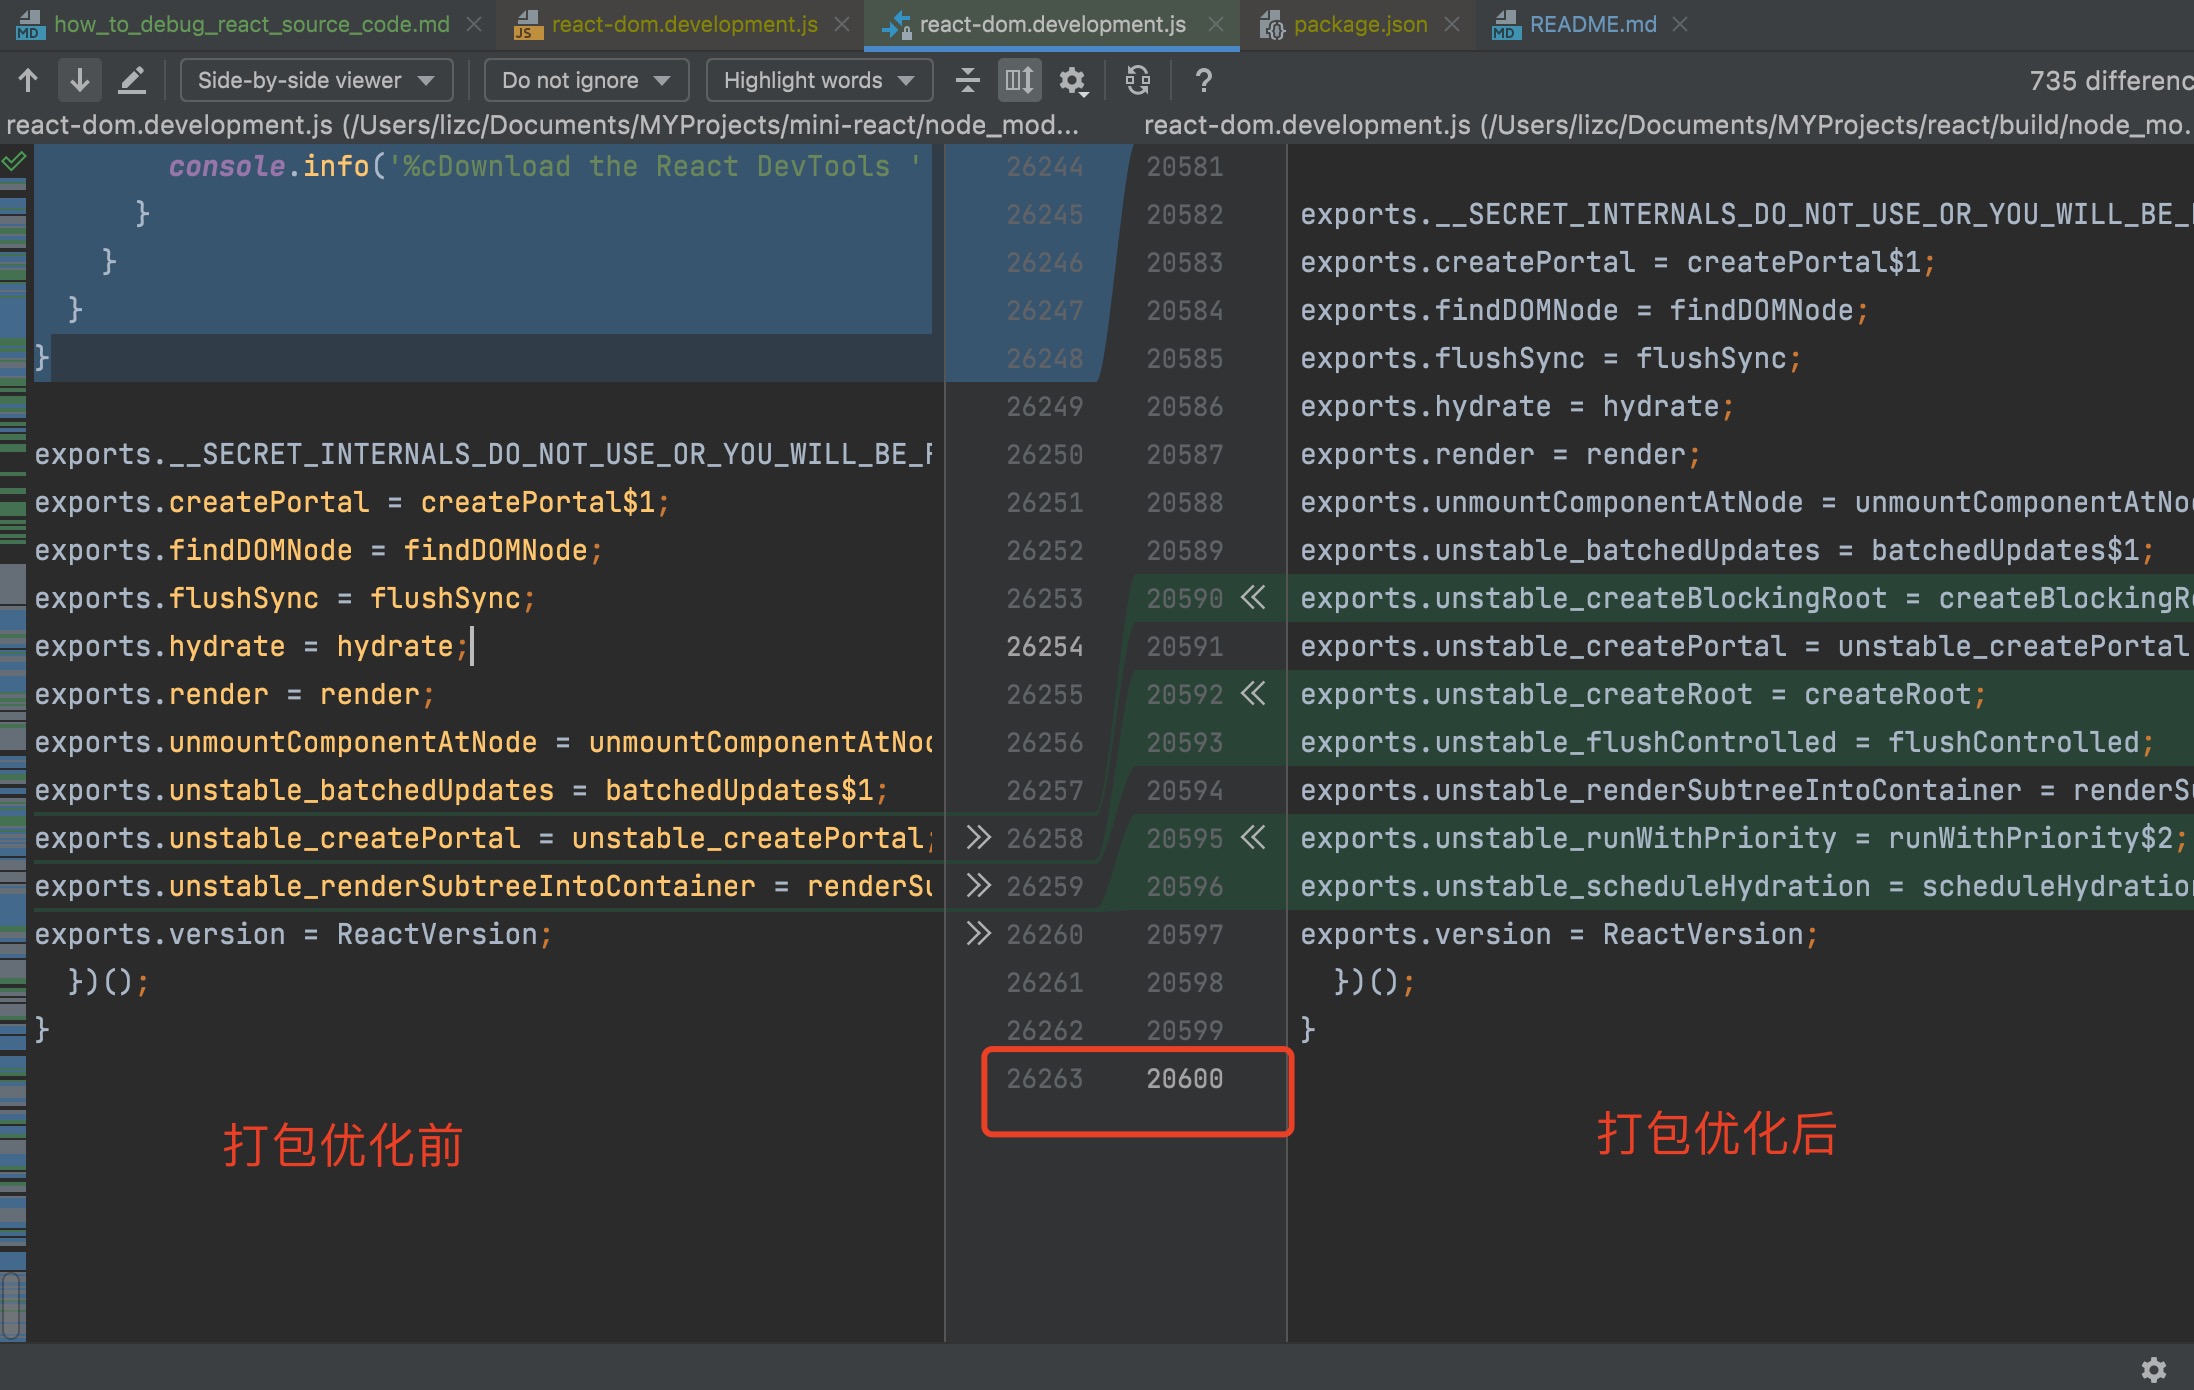 how_to_debug_react_source_code.md
react-dom.development.js
react-dom.development.js
package.json
README.md
Side-by-side viewer
Do not ignore
Highlight words
?
735 differenc
react-dom.development.js (/Users/lizc/Documents/MYProjects/mini-react/node_mod...
react-dom.development.js (/Users/lizc/Documents/MYProjects/react/build/node_mo.
console.info('%cDownload the React DevTools '
}
}
}
}
exports.__SECRET_INTERNALS_DO_NOT_USE_OR_YOU_WILL_BE_F
exports.createPortal = createPortal$1;
exports.findDOMNode = findDOMNode;
exports.flushSync = flushSync;
exports.hydrate = hydrate;
exports.render = render;
exports.unmountComponentAtNode = unmountComponentAtNod
exports.unstable_batchedUpdates = batchedUpdates$1;
exports.unstable_createPortal = unstable_createPortal;
exports.unstable_renderSubtreeIntoContainer = renderSu
exports.version = ReactVersion;
})();
}
打包优化前
26244 20581
26245 20582
26246 20583
26247 20584
26248 20585
26249 20586
26250 20587
26251 20588
26252 20589
26253 20590
26254 20591
26255 20592
26256 20593
26257 20594
26258 20595
26259 20596
26260 20597
26261 20598
26262 20599
26263 20600
exports.__SECRET_INTERNALS_DO_NOT_USE_OR_YOU_WILL_BE_
exports.createPortal = createPortal$1;
exports.findDOMNode = findDOMNode;
exports.flushSync = flushSync;
exports.hydrate = hydrate;
exports.render = render;
exports.unmountComponentAtNode = unmountComponentAtNo
exports.unstable_batchedUpdates = batchedUpdates$1;
exports.unstable_createBlockingRoot = createBlockingR
exports.unstable_createPortal = unstable_createPortal
exports.unstable_createRoot = createRoot;
exports.unstable_flushControlled = flushControlled;
exports.unstable_renderSubtreeIntoContainer = renderS
exports.unstable_runWithPriority = runWithPriority$2;
exports.unstable_scheduleHydration = scheduleHydratio
exports.version = ReactVersion;
})();
}
打包优化后